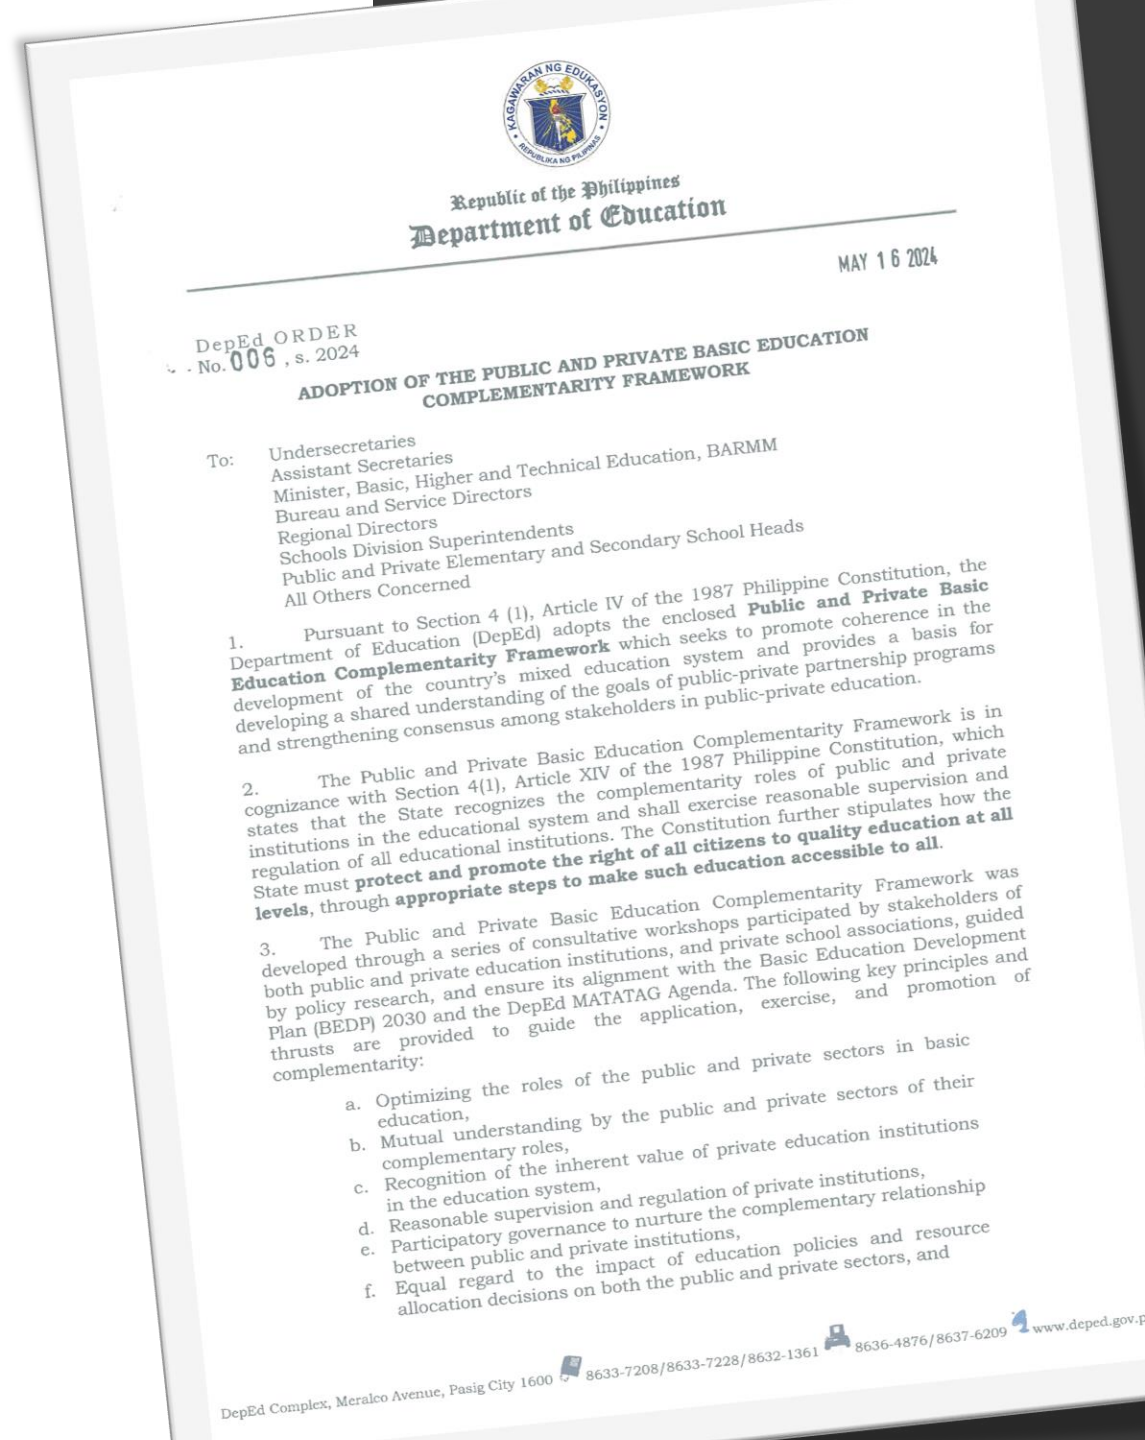 KAGAWARAN NG EDUKASYON
REPUBLIKA NG PILIPINAS
Republic of the Philippines
Department of Education
MAY 16 2024
DepEd ORDER
No. 006, s. 2024
ADOPTION OF THE PUBLIC AND PRIVATE BASIC EDUCATION
COMPLEMENTARITY FRAMEWORK
To: Undersecretaries
Assistant Secretaries
Minister, Basic, Higher and Technical Education, BARMM
Bureau and Service Directors
Regional Directors
Schools Division Superintendents
Public and Private Elementary and Secondary School Heads
All Others Concerned
1. Pursuant to Section 4 (1), Article IV of the 1987 Philippine Constitution, the
Department of Education (DepEd) adopts the enclosed Public and Private Basic
Education Complementarity Framework which seeks to promote coherence in the
development of the country's mixed education system and provides a basis for
developing a shared understanding of the goals of public-private partnership programs
and strengthening consensus among stakeholders in public-private education.
2. The Public and Private Basic Education Complementarity Framework is in
cognizance with Section 4(1), Article XIV of the 1987 Philippine Constitution, which
states that the State recognizes the complementarity roles of public and private
institutions in the educational system and shall exercise reasonable supervision and
regulation of all educational institutions. The Constitution further stipulates how the
State must protect and promote the right of all citizens to quality education at all
levels, through appropriate steps to make such education accessible to all.
3. The Public and Private Basic Education Complementarity Framework was
developed through a series of consultative workshops participated by stakeholders of
both public and private education institutions, and private school associations, guided
by policy research, and ensure its alignment with the Basic Education Development
Plan (BEDP) 2030 and the DepEd MATATAG Agenda. The following key principles and
thrusts are provided to guide the application, exercise, and promotion of
complementarity:
a. Optimizing the roles of the public and private sectors in basic
education,
b. Mutual understanding by the public and private sectors of their
complementary roles,
c. Recognition of the inherent value of private education institutions
in the education system,
d. Reasonable supervision and regulation of private institutions,
e. Participatory governance to nurture the complementary relationship
between public and private institutions,
f. Equal regard to the impact of education policies and resource
allocation decisions on both the public and private sectors, and
DepEd Complex, Meralco Avenue, Pasig City 1600 8633-7208/8633-7228/8632-1361 8636-4876/8637-6209 www.deped.gov.p